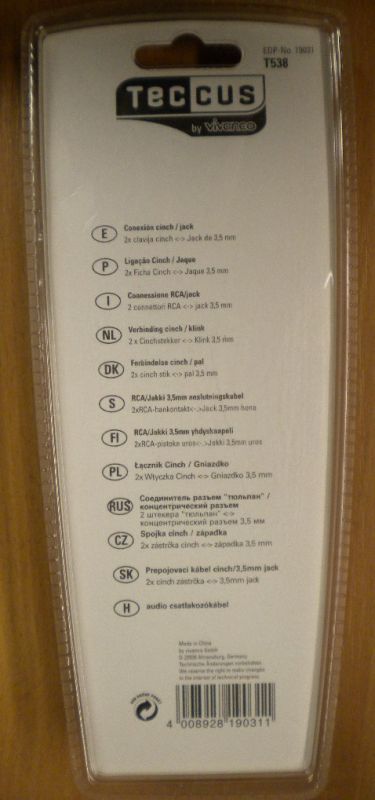 EDP-No. 19031
T538
TECCUS
by vivanco
E
Conexión cinch / jack
2x clavija cinch <-> Jack de 3,5 mm
P
Ligação Cinch / Jaque
2x Ficha Cinch <-> Jaque 3,5 mm
I
Connessione RCA/jack
2 connettori RCA <-> jack 3,5 mm
NL
Verbinding cinch / klink
2 x Cinchstekker <-> Klink 3,5 mm
DK
Forbindelse cinch / pal
2x cinch stik <-> pal 3,5 mm
S
RCA/Jakki 3,5mm anslutningskabel
2xRCA-hankontakt<->Jack 3,5mm hona
FI
RCA/Jakki 3,5mm yhdyskaapeli
2xRCA-pistoke uros<->Jakki 3,5mm uros
PL
Łącznik Cinch / Gniazdko
2x Wtyczka Cinch <-> Gniazdko 3,5 mm
RUS
Соединитель разъем "тюльпан" /
концентрический разъем
2 штекера "тюльпан" <->
концентрический разъем 3,5 мм
CZ
Spojka cinch / západka
2x zástrčka cinch <-> západka 3,5 mm
SK
Prepojovací kábel cinch/3,5mm jack
2x cinch zástrčka <-> 3,5mm jack
H
audio csatlakozókábel
Made in China
by vivanco GmbH
Ahrensburg, Germany
Technische Änderungen vorbehalten
We reserve the right to make changes
in the interest of technical progress
4 008928 190311